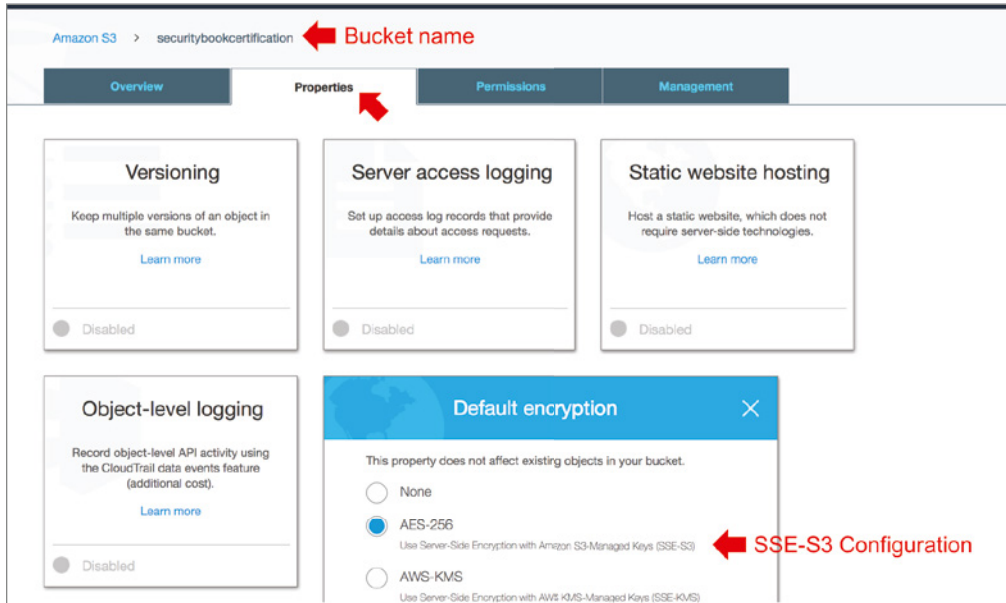 Amazon S3 > securitybookcertification Bucket name
Overview Properties Permissions Management
Versioning
Keep multiple versions of an object in
the same bucket.
Learn more
Disabled
Server access logging
Set up access log records that provide
details about access requests.
Learn more
Disabled
Static website hosting
Host a static website, which does not
require server-side technologies.
Learn more
Disabled
Object-level logging
Record object-level API activity using
the CloudTrail data events feature
(additional cost).
Learn more
Disabled
Default encryption
This property does not affect existing objects in your bucket.
None
AES-256
Use Server-Side Encryption with Amazon S3-Managed Keys (SSE-S3)
SSE-S3 Configuration
AWS-KMS
Use Server-Side Encryption with AWS KMS-Managed Keys (SSE-KMS)